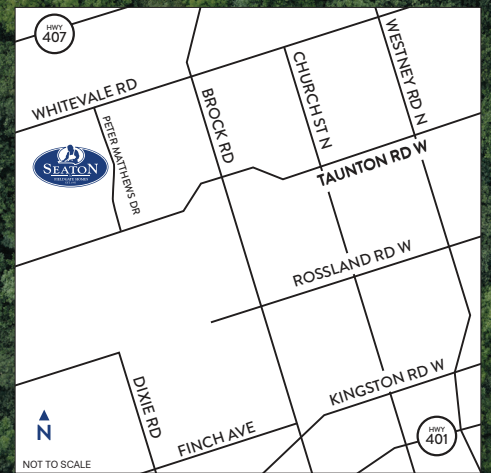 HWY
407
WHITEVALE RD
PETER MATTHEWS DR
BROCK RD
CHURCH ST N
WESTNEY RD N
SEATON
TAUNTON RD W
ROSSLAND RD W
KINGSTON RD W
DIXIE RD
FINCH AVE
HWY
401
N
NOT TO SCALE